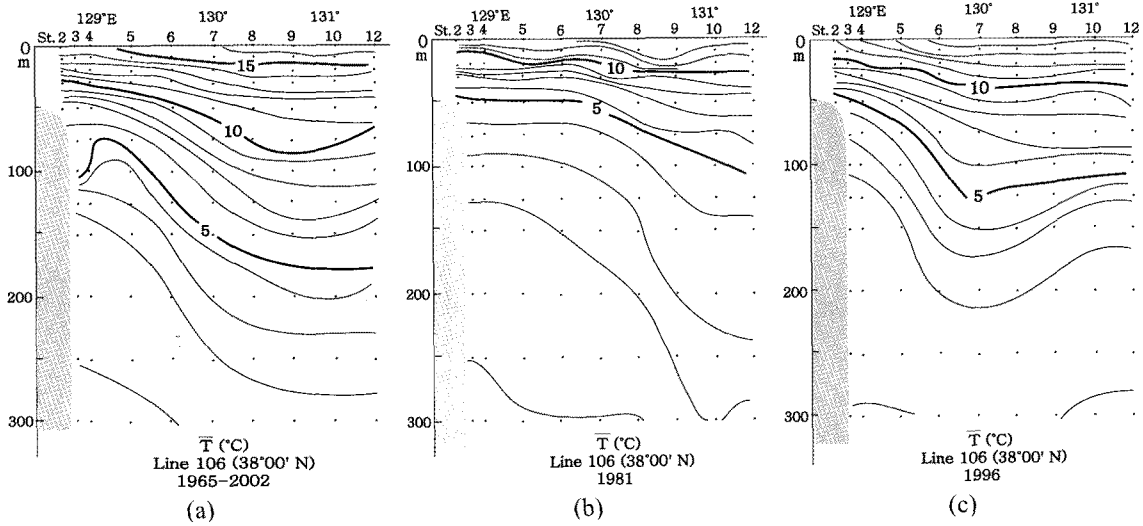 129°E 130° 131°
St. 2 3 4 5 6 7 8 9 10 12
0
m
15
10
100
5
200
300
T̅ (°C)
Line 106 (38°00' N)
1965–2002
(a)
129°E 130° 131°
St. 2 3 4 5 6 7 8 9 10 12
0
m
10
5
100
200
300
T̅ (°C)
Line 106 (38°00' N)
1981
(b)
129°E 130° 131°
St. 2 3 4 5 6 7 8 9 10 12
0
m
10
100
5
200
300
T̅ (°C)
Line 106 (38°00' N)
1996
(c)